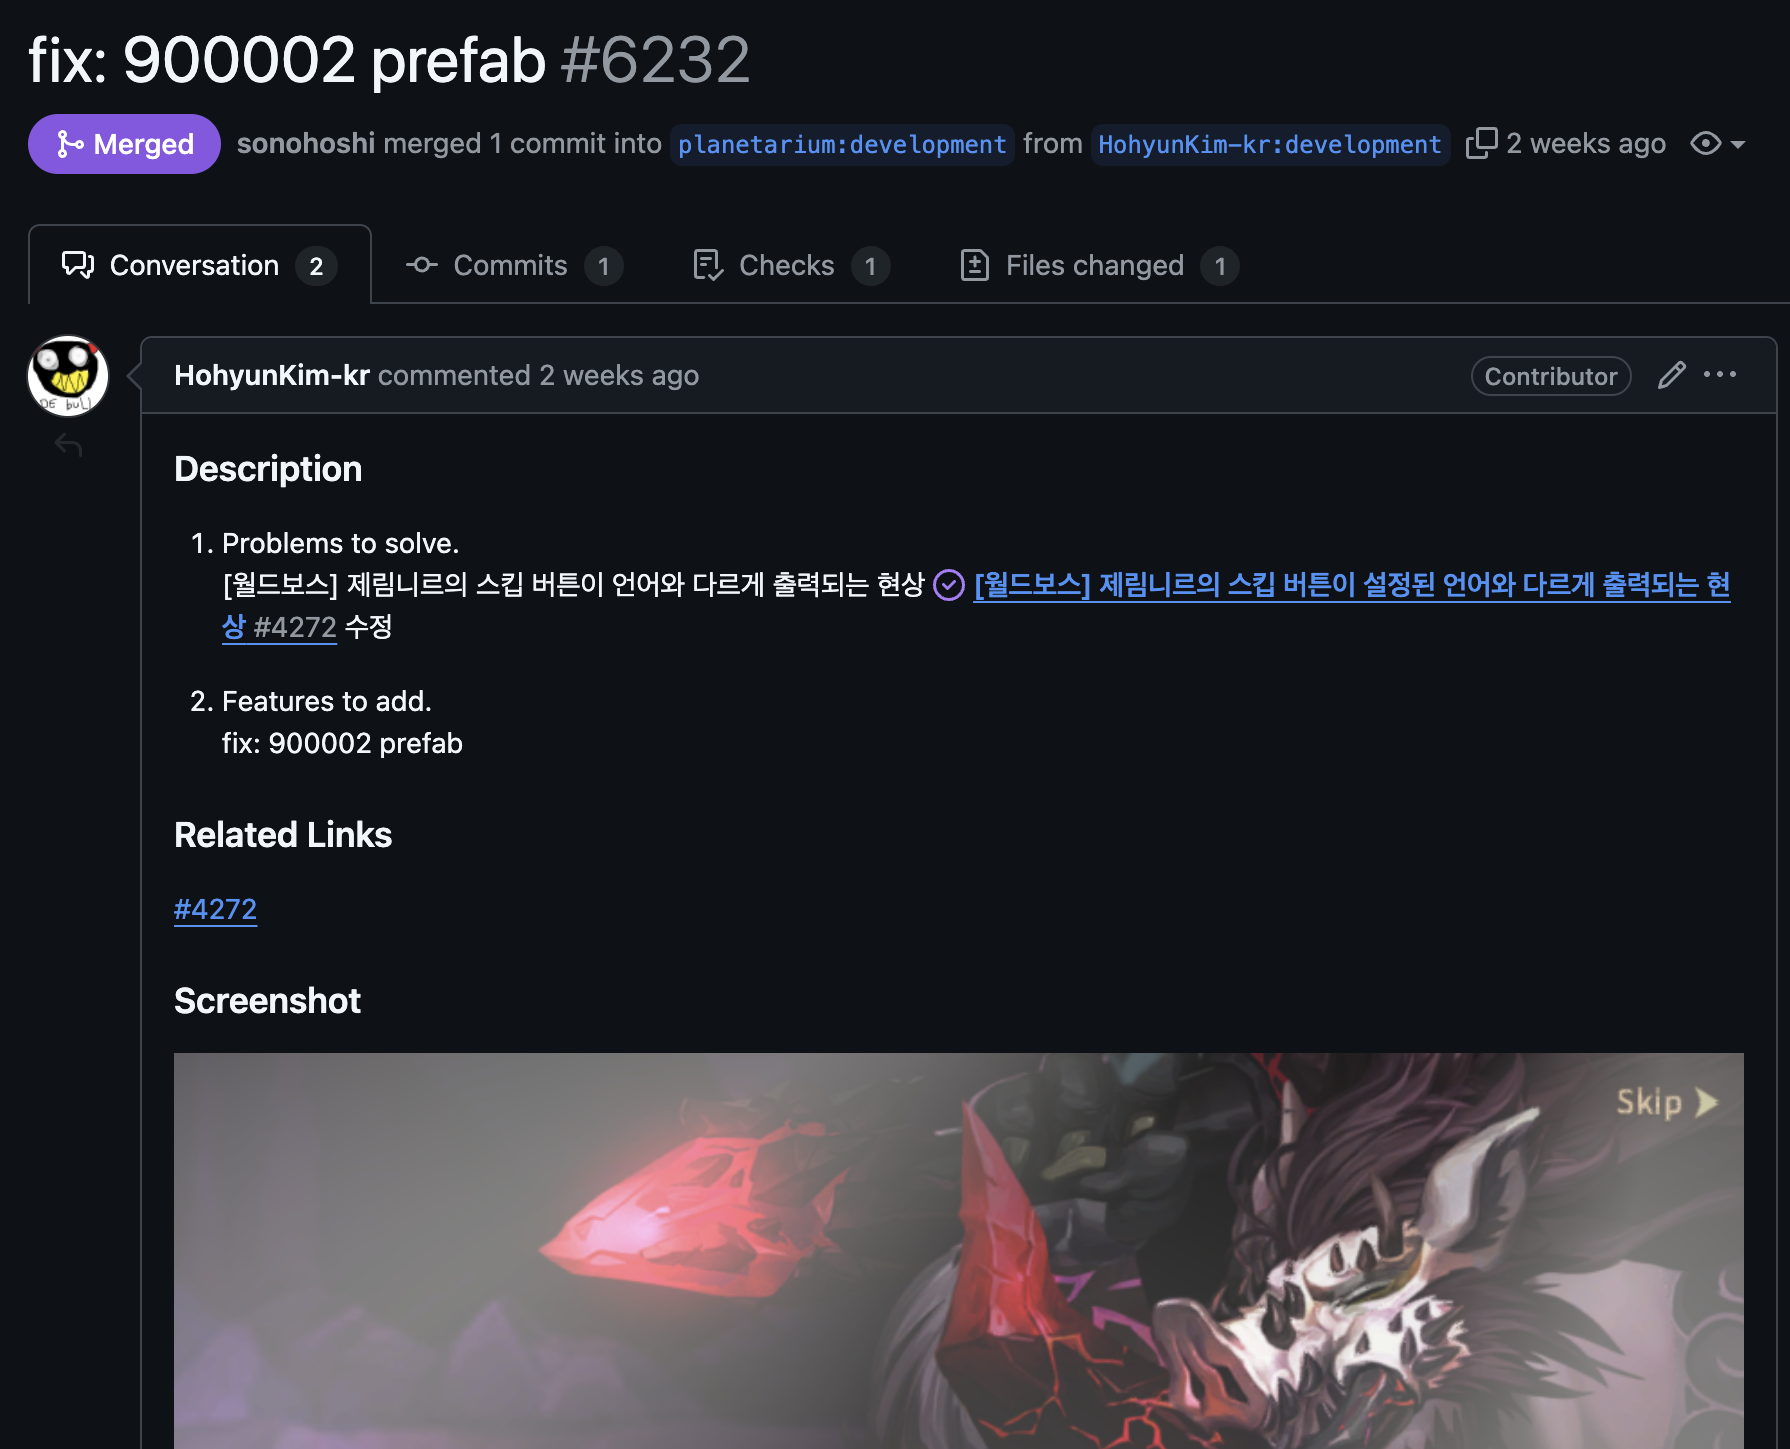 fix: 900002 prefab #6232
Merged sonohoshi merged 1 commit into planetarium:development from HohyunKim-kr:development 2 weeks ago
Conversation 2 Commits 1 Checks 1 Files changed 1
DE bULL
HohyunKim-kr commented 2 weeks ago Contributor
Description
1. Problems to solve.
[월드보스] 제림니르의 스킵 버튼이 언어와 다르게 출력되는 현상 [월드보스] 제림니르의 스킵 버튼이 설정된 언어와 다르게 출력되는 현
상 #4272 수정
2. Features to add.
fix: 900002 prefab
Related Links
#4272
Screenshot
Skip